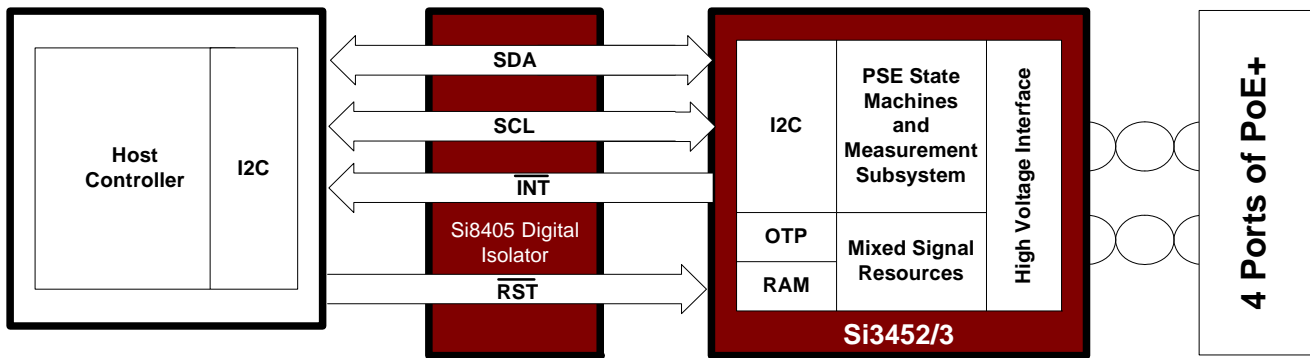 Host
Controller
I2C
SDA
SCL
INT
Si8405 Digital
Isolator
RST
I2C
PSE State
Machines
and
Measurement
Subsystem
OTP
RAM
Mixed Signal
Resources
High Voltage Interface
Si3452/3
4 Ports of PoE+